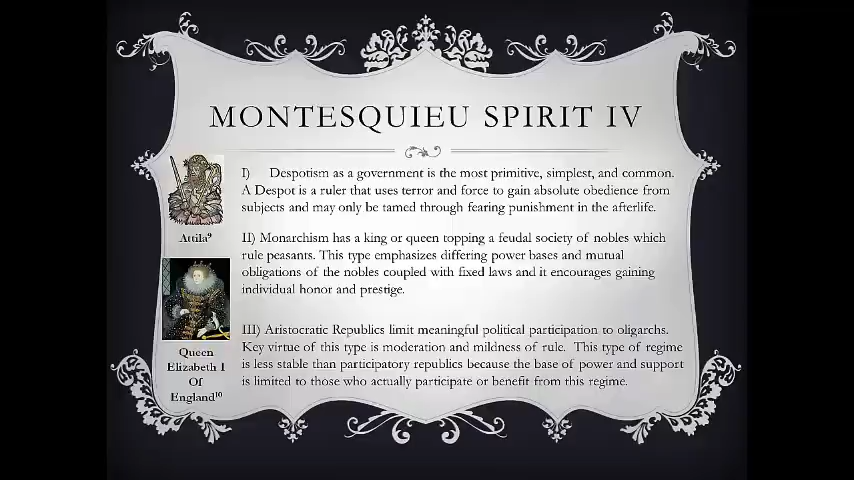 MONTESQUIEU SPIRIT IV
I) Despotism as a government is the most primitive, simplest, and common.
A Despot is a ruler that uses terror and force to gain absolute obedience from
subjects and may only be tamed through fearing punishment in the afterlife.
Attila⁹
II) Monarchism has a king or queen topping a feudal society of nobles which
rule peasants. This type emphasizes differing power bases and mutual
obligations of the nobles coupled with fixed laws and it encourages gaining
individual honor and prestige.
Queen
Elizabeth I
Of
England¹⁰
III) Aristocratic Republics limit meaningful political participation to oligarchs.
Key virtue of this type is moderation and mildness of rule. This type of regime
is less stable than participatory republics because the base of power and support
is limited to those who actually participate or benefit from this regime.